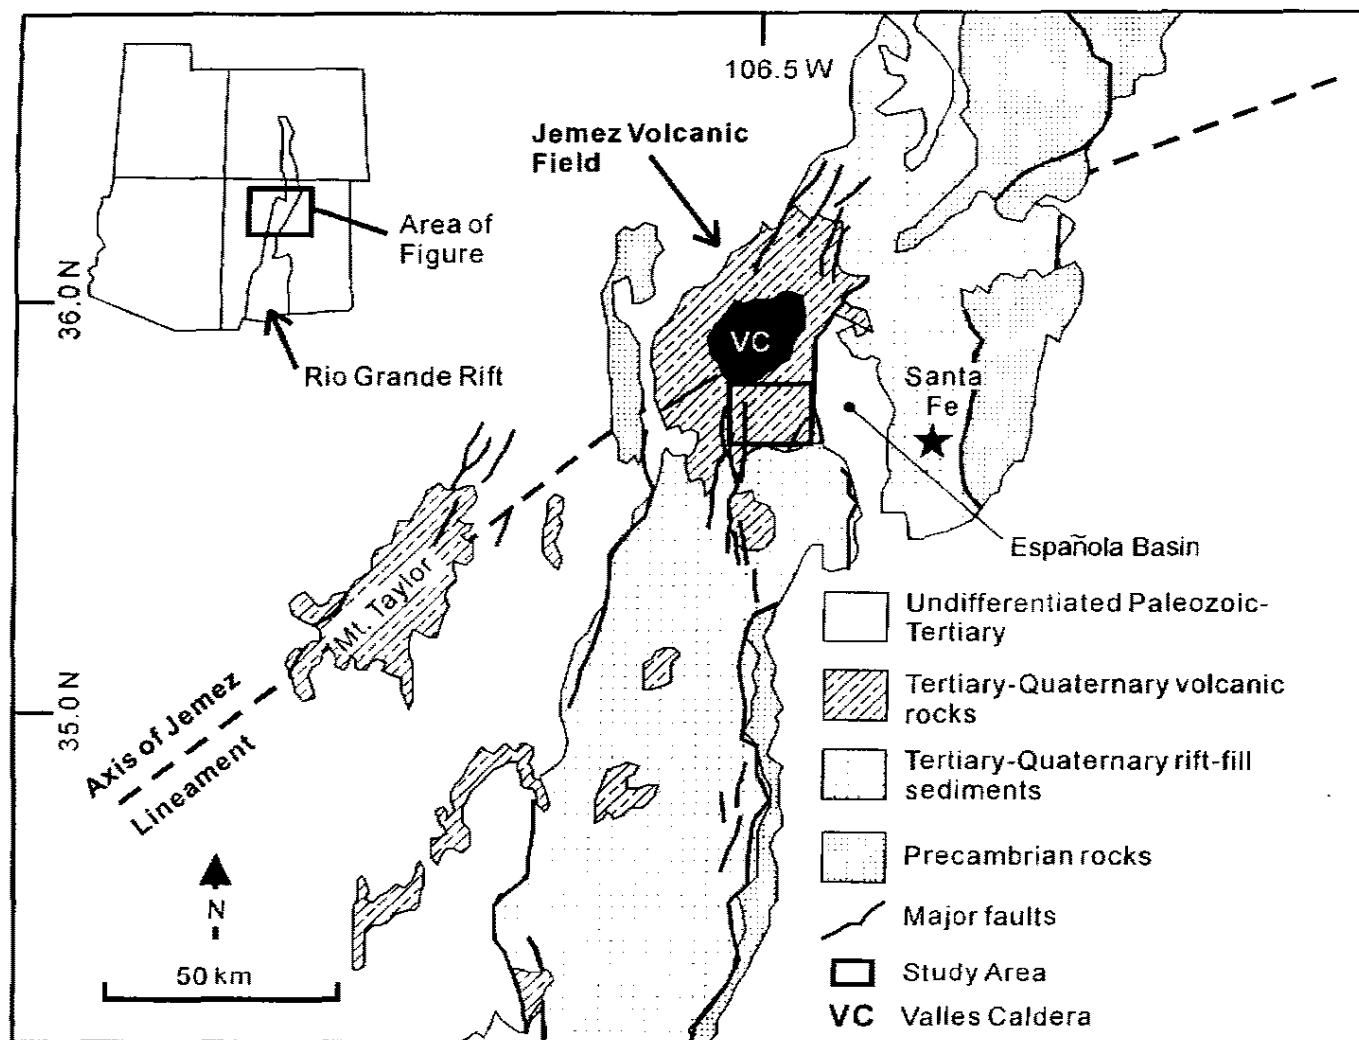 106.5 W
Jemez Volcanic
Field
Area of
Figure
36.0 N
Rio Grande Rift
VC
Santa
Fe
Española Basin
Mt. Taylor
35.0 N
Axis of Jemez
Lineament
N
50 km
Undifferentiated Paleozoic-
Tertiary
Tertiary-Quaternary volcanic
rocks
Tertiary-Quaternary rift-fill
sediments
Precambrian rocks
Major faults
Study Area
VC Valles Caldera